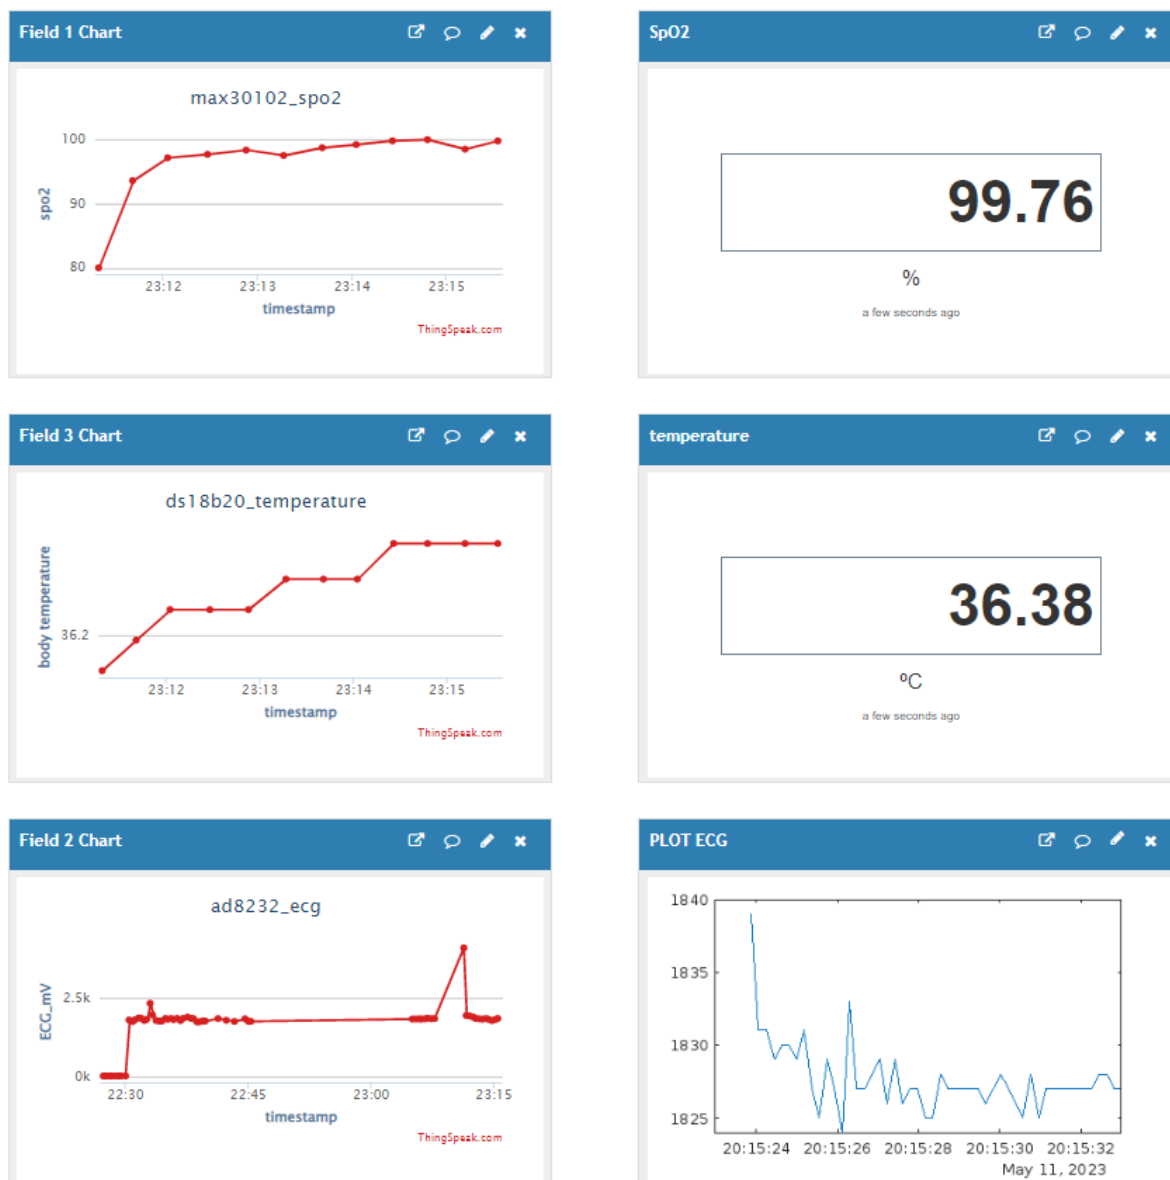 Field 1 Chart
max30102_spo2
100
90
80
spo2
23:12 23:13 23:14 23:15
timestamp
ThingSpeak.com
SpO2
99.76
%
a few seconds ago
Field 3 Chart
ds18b20_temperature
body temperature
36.2
23:12 23:13 23:14 23:15
timestamp
ThingSpeak.com
temperature
36.38
ºC
a few seconds ago
Field 2 Chart
ad8232_ecg
ECG_mV
2.5k
0k
22:30 22:45 23:00 23:15
timestamp
ThingSpeak.com
PLOT ECG
1840
1835
1830
1825
20:15:24 20:15:26 20:15:28 20:15:30 20:15:32
May 11, 2023